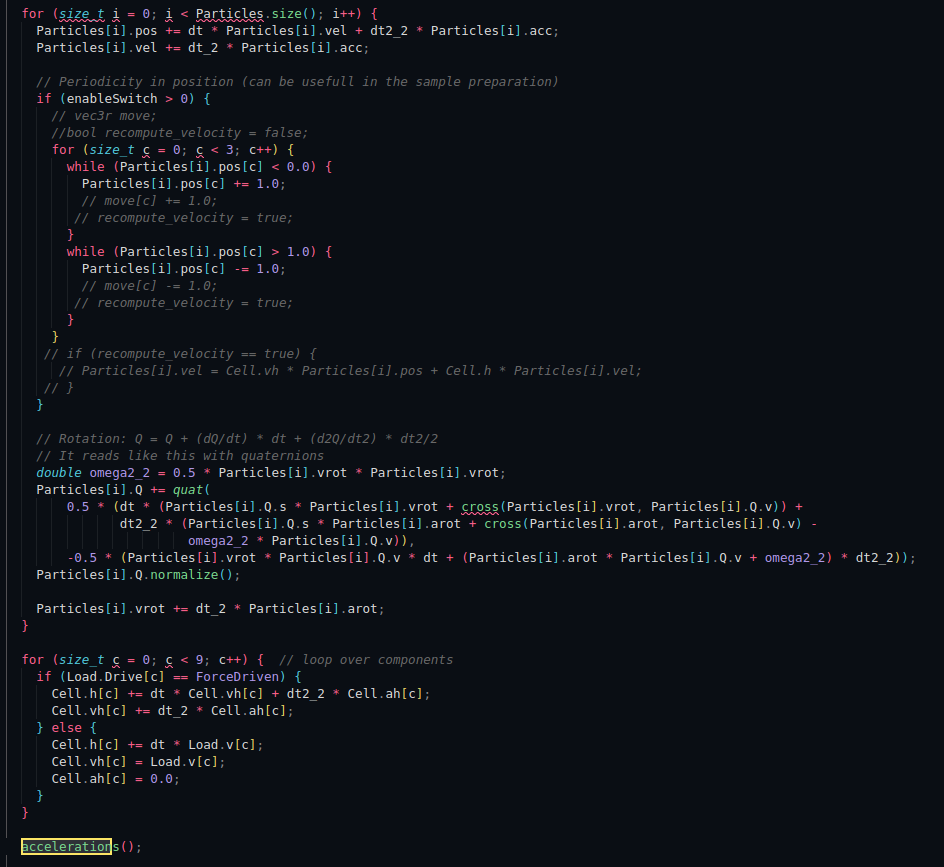 for (size_t i = 0; i < Particles.size(); i++) {
  Particles[i].pos += dt * Particles[i].vel + dt2_2 * Particles[i].acc;
  Particles[i].vel += dt_2 * Particles[i].acc;

  // Periodicity in position (can be usefull in the sample preparation)
  if (enableSwitch > 0) {
    // vec3r move;
    //bool recompute_velocity = false;
    for (size_t c = 0; c < 3; c++) {
      while (Particles[i].pos[c] < 0.0) {
        Particles[i].pos[c] += 1.0;
        // move[c] += 1.0;
       // recompute_velocity = true;
      }
      while (Particles[i].pos[c] > 1.0) {
        Particles[i].pos[c] -= 1.0;
        // move[c] -= 1.0;
       // recompute_velocity = true;
      }
    }
   // if (recompute_velocity == true) {
     // Particles[i].vel = Cell.vh * Particles[i].pos + Cell.h * Particles[i].vel;
   // }
  }

  // Rotation: Q = Q + (dQ/dt) * dt + (d2Q/dt2) * dt2/2
  // It reads like this with quaternions
  double omega2_2 = 0.5 * Particles[i].vrot * Particles[i].vrot;
  Particles[i].Q += quat(
      0.5 * (dt * (Particles[i].Q.s * Particles[i].vrot + cross(Particles[i].vrot, Particles[i].Q.v)) +
             dt2_2 * (Particles[i].Q.s * Particles[i].arot + cross(Particles[i].arot, Particles[i].Q.v) -
                      omega2_2 * Particles[i].Q.v)),
      -0.5 * (Particles[i].vrot * Particles[i].Q.v * dt + (Particles[i].arot * Particles[i].Q.v + omega2_2) * dt2_2));
  Particles[i].Q.normalize();

  Particles[i].vrot += dt_2 * Particles[i].arot;
}

for (size_t c = 0; c < 9; c++) {  // loop over components
  if (Load.Drive[c] == ForceDriven) {
    Cell.h[c] += dt * Cell.vh[c] + dt2_2 * Cell.ah[c];
    Cell.vh[c] += dt_2 * Cell.ah[c];
  } else {
    Cell.h[c] += dt * Load.v[c];
    Cell.vh[c] = Load.v[c];
    Cell.ah[c] = 0.0;
  }
}

accelerations();